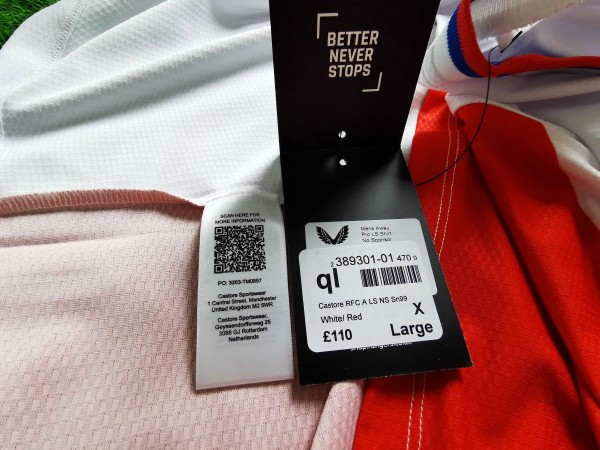 BETTER
NEVER
STOPS
SCAN HERE FOR
MORE INFORMATION
PO: 3263-TM0897
Castore Sportswear
1 Central Street, Manchester
United Kingdom M2 5WR
Castore Sportswear,
Geyssendorfferweg 25
3088 GJ Rotterdam
Netherlands
Mens Away
Pro LS Shirt -
No Sponsor
2 389301-01 470 0
ql
Castore RFC A LS NS Sn99
White/ Red
X
£110
Large